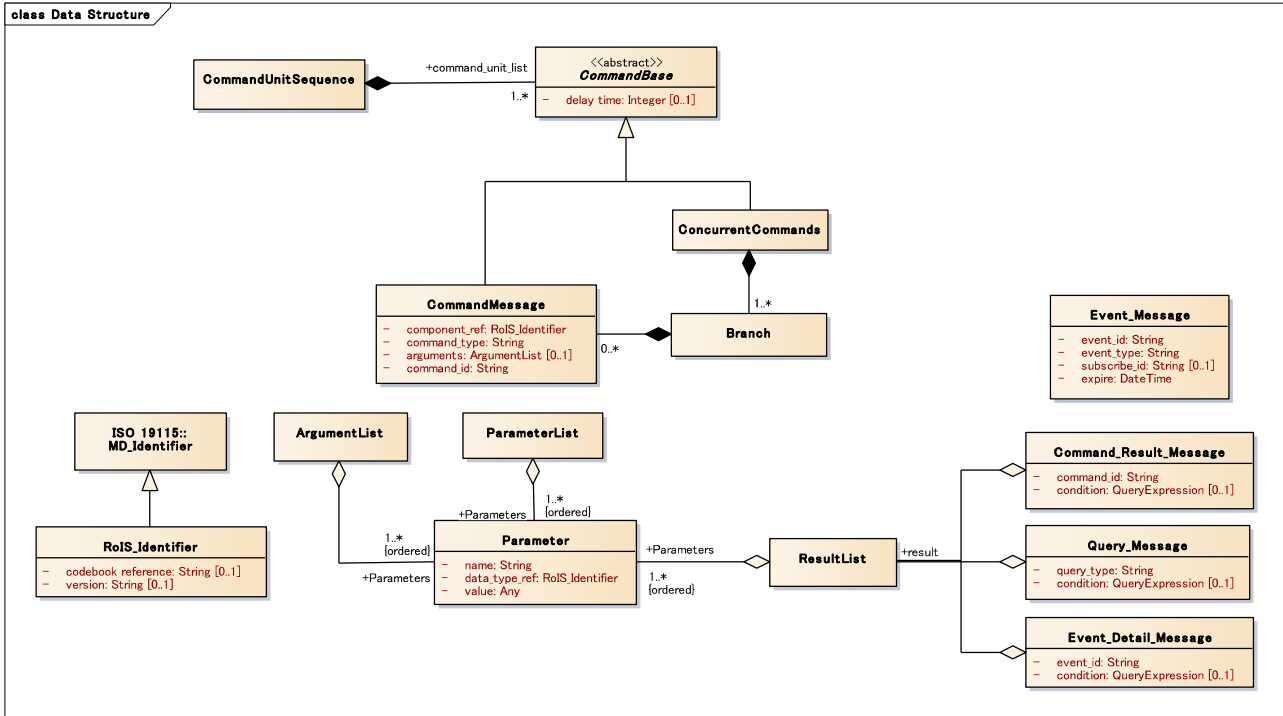 class Data Structure
CommandUnitSequence
+command_unit_list
1..*
<<abstract>>
CommandBase
- delay time: Integer [0..1]
ConcurrentCommands
1..*
CommandMessage
- component_ref: RoIS_Identifier
- command_type: String
- arguments: ArgumentList [0..1]
- command_id: String
0..*
Branch
Event_Message
- event_id: String
- event_type: String
- subscribe_id: String [0..1]
- expire: DateTime
ISO 19115::
MD_Identifier
ArgumentList
ParameterList
Command_Result_Message
- command_id: String
- condition: QueryExpression [0..1]
1..*
{ordered}
+Parameters
1..*
{ordered}
+Parameters
RoIS_Identifier
- codebook reference: String [0..1]
- version: String [0..1]
Parameter
- name: String
- data_type_ref: RoIS_Identifier
- value: Any
+Parameters
1..*
{ordered}
ResultList
+result
Query_Message
- query_type: String
- condition: QueryExpression [0..1]
Event_Detail_Message
- event_id: String
- condition: QueryExpression [0..1]